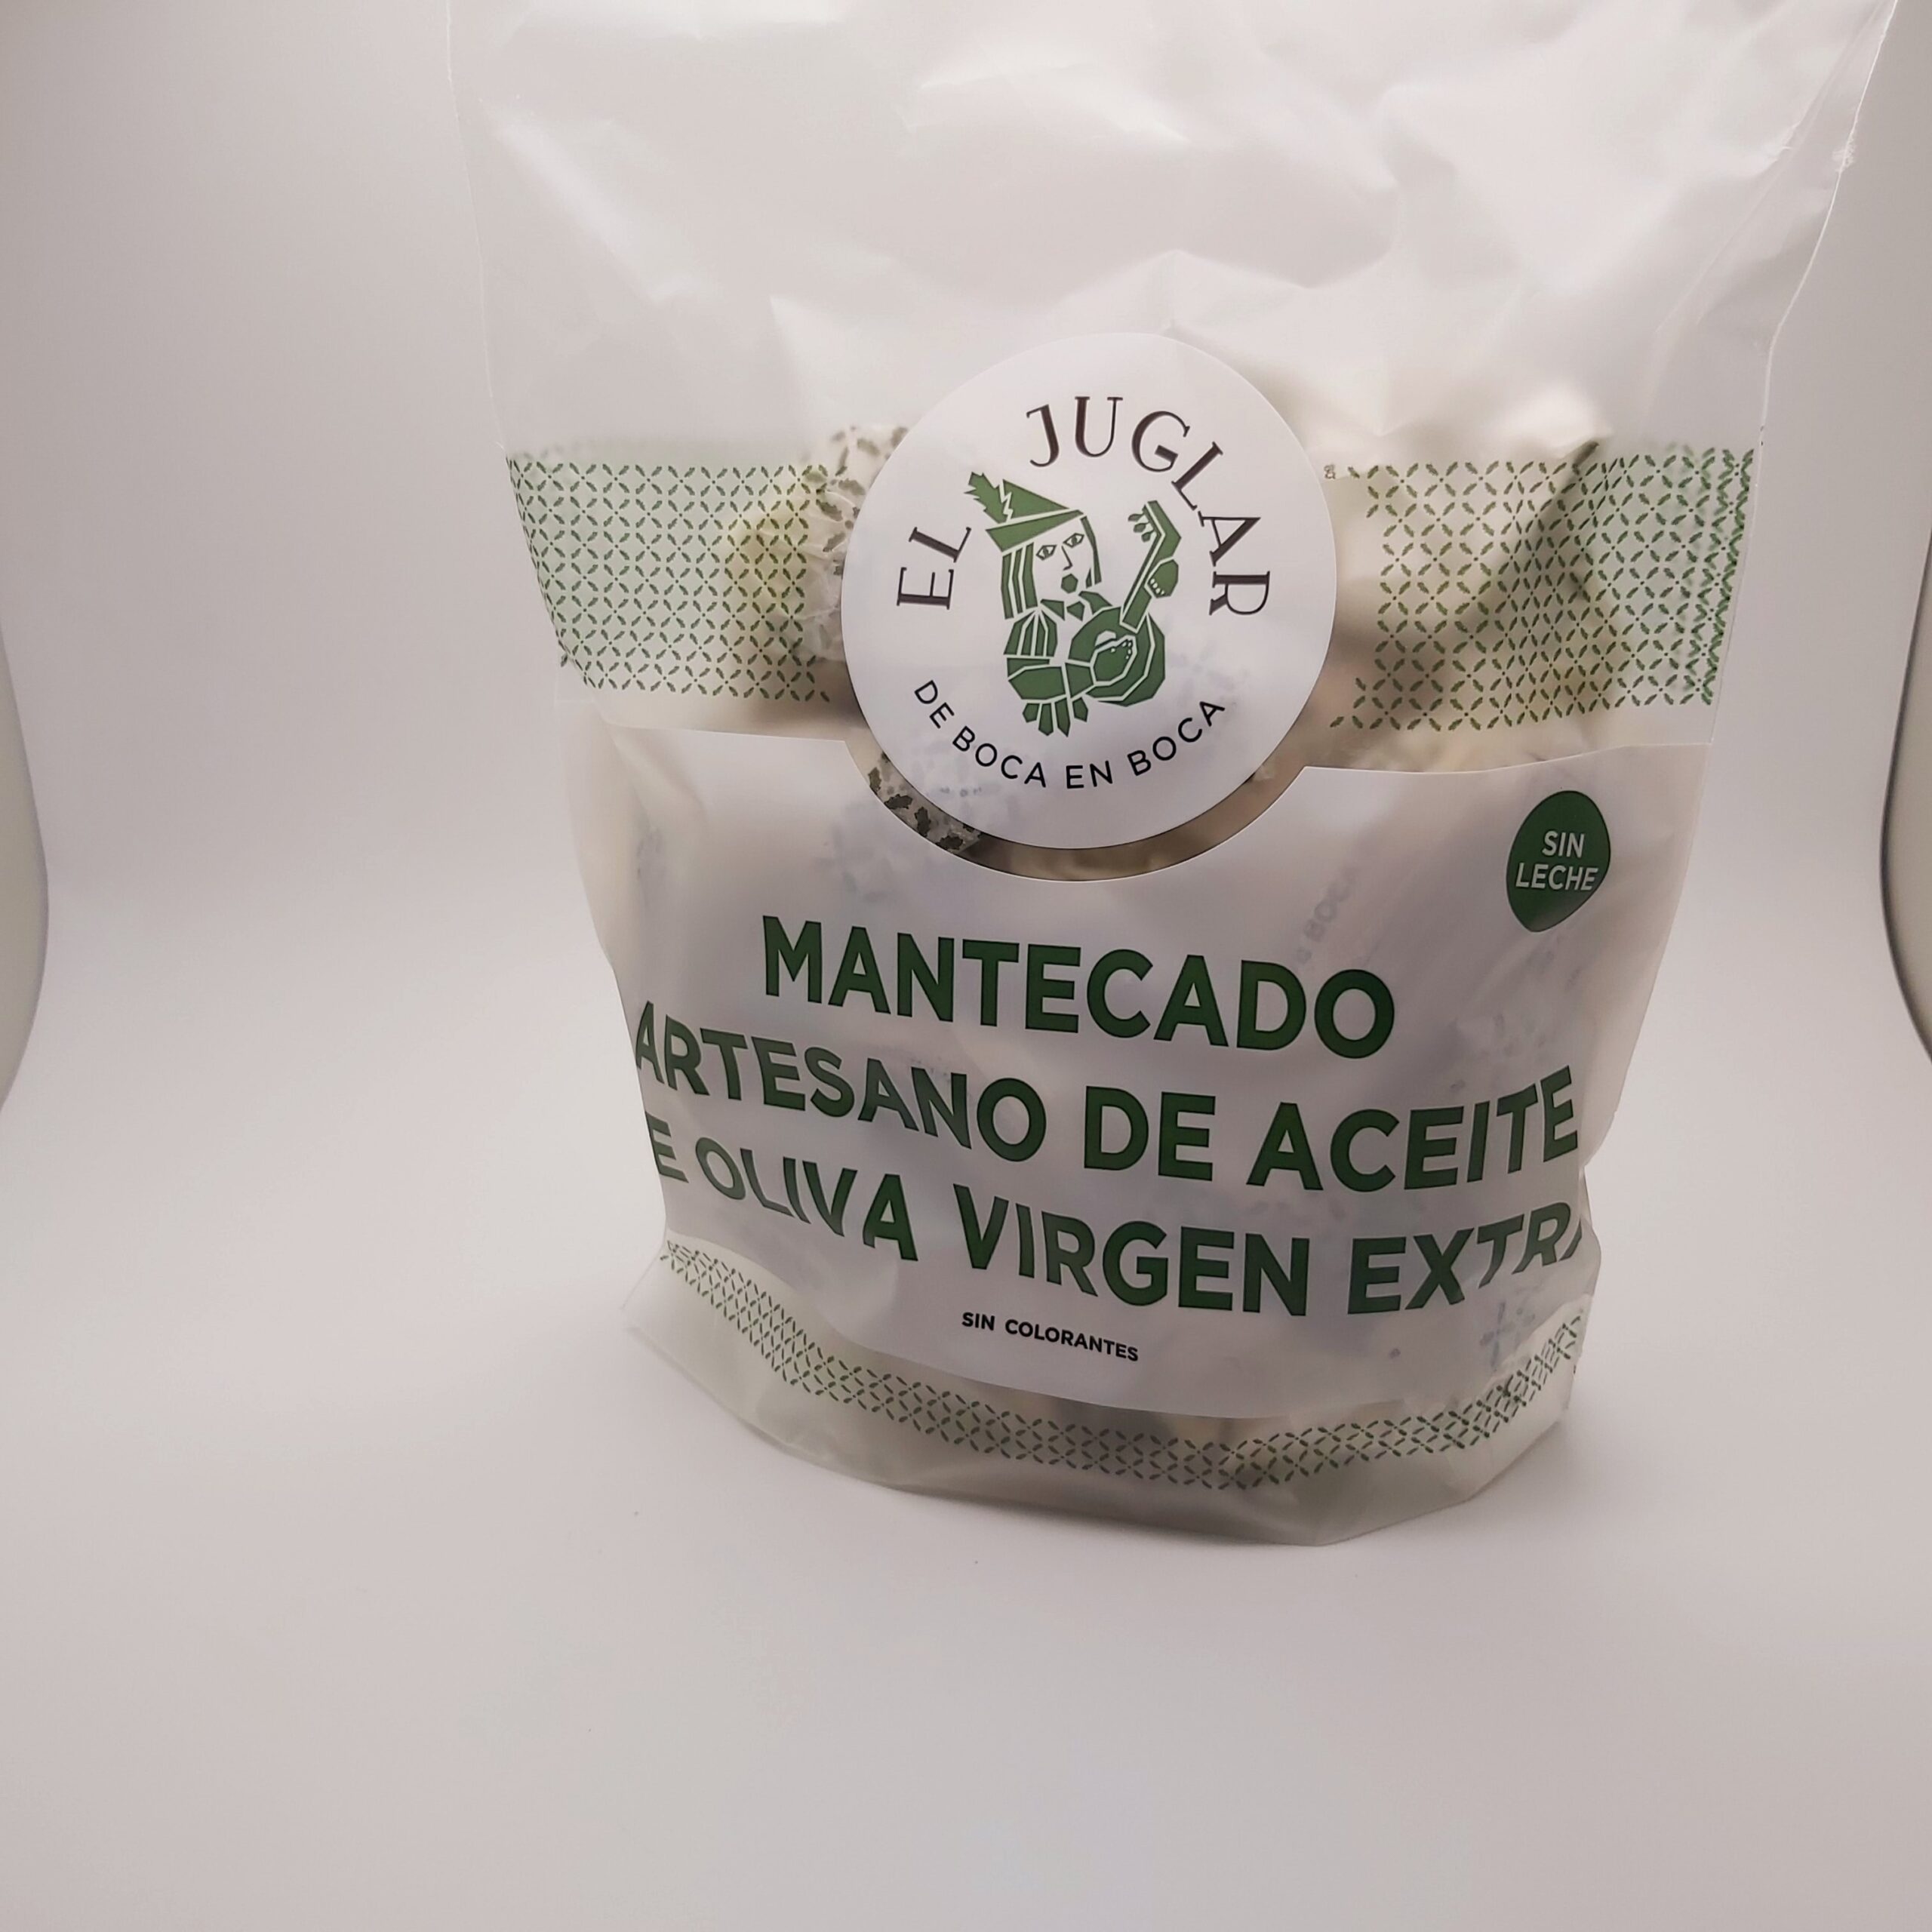 EL JUGLAR
DE BOCA EN BOCA
SIN
LECHE
MANTECADO
ARTESANO DE ACEITE
E OLIVA VIRGEN EXTRA
SIN COLORANTES